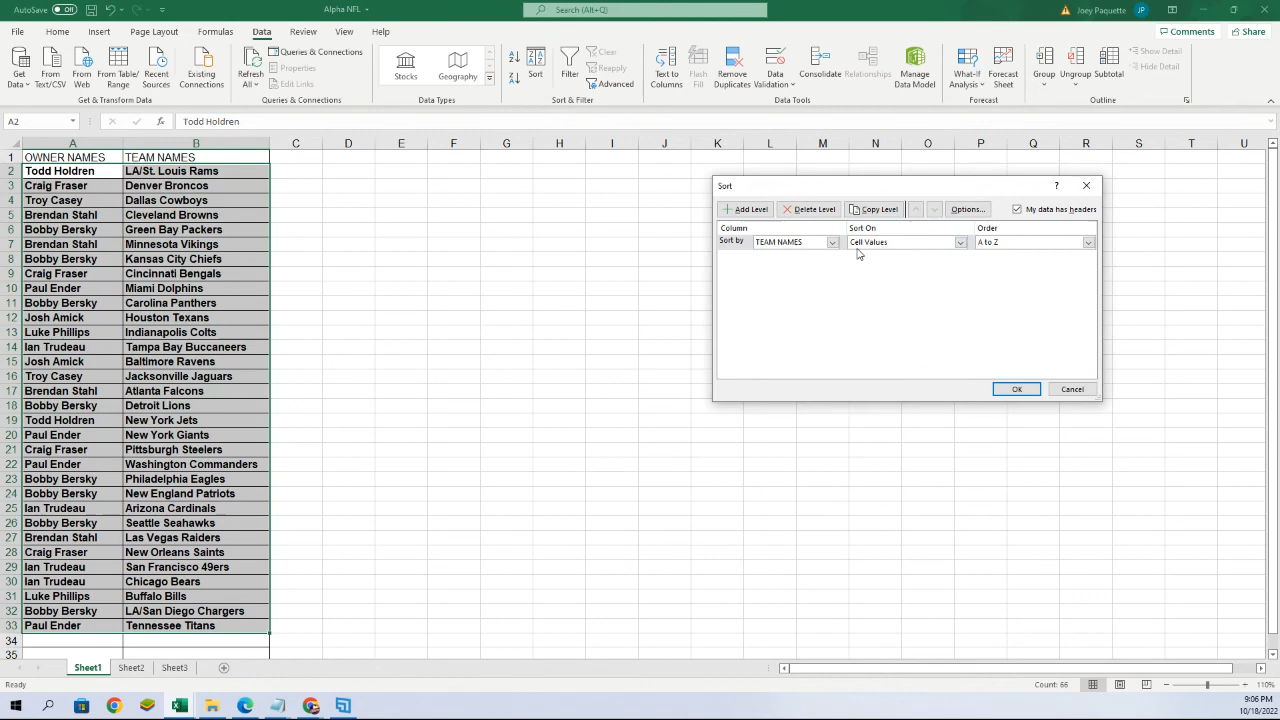 AutoSave Off Alpha NFL Search (Alt+Q) Joey Paquette JP
File Home Insert Page Layout Formulas Data Review View Help Comments Share
Get Data From Text/CSV From Web From Table/ Range Recent Sources Existing Connections
Refresh All Queries & Connections Properties Edit Links
Stocks Geography
Sort Filter Clear Reapply Advanced
Text to Columns Flash Fill Remove Duplicates Data Validation Consolidate Relationships Manage Data Model
What-If Analysis Forecast Sheet Group Ungroup Subtotal Show Detail Hide Detail
Get & Transform Data Queries & Connections Data Types Sort & Filter Data Tools Forecast Outline
A2 fx Todd Holdren
A B C D E F G H I J K L M N O P Q R S T U
1 OWNER NAMES TEAM NAMES
2 Todd Holdren LA/St. Louis Rams
3 Craig Fraser Denver Broncos
4 Troy Casey Dallas Cowboys
5 Brendan Stahl Cleveland Browns
6 Bobby Bersky Green Bay Packers
7 Brendan Stahl Minnesota Vikings
8 Bobby Bersky Kansas City Chiefs
9 Craig Fraser Cincinnati Bengals
10 Paul Ender Miami Dolphins
11 Bobby Bersky Carolina Panthers
12 Josh Amick Houston Texans
13 Luke Phillips Indianapolis Colts
14 Ian Trudeau Tampa Bay Buccaneers
15 Josh Amick Baltimore Ravens
16 Troy Casey Jacksonville Jaguars
17 Brendan Stahl Atlanta Falcons
18 Bobby Bersky Detroit Lions
19 Todd Holdren New York Jets
20 Paul Ender New York Giants
21 Craig Fraser Pittsburgh Steelers
22 Paul Ender Washington Commanders
23 Bobby Bersky Philadelphia Eagles
24 Bobby Bersky New England Patriots
25 Ian Trudeau Arizona Cardinals
26 Bobby Bersky Seattle Seahawks
27 Brendan Stahl Las Vegas Raiders
28 Craig Fraser New Orleans Saints
29 Ian Trudeau San Francisco 49ers
30 Ian Trudeau Chicago Bears
31 Luke Phillips Buffalo Bills
32 Bobby Bersky LA/San Diego Chargers
33 Paul Ender Tennessee Titans
34
35
Sort ?
Add Level Delete Level Copy Level Options... My data has headers
Column Sort On Order
Sort by TEAM NAMES Cell Values A to Z
OK Cancel
Sheet1 Sheet2 Sheet3
Ready Count: 66 110%
9:06 PM
10/18/2022